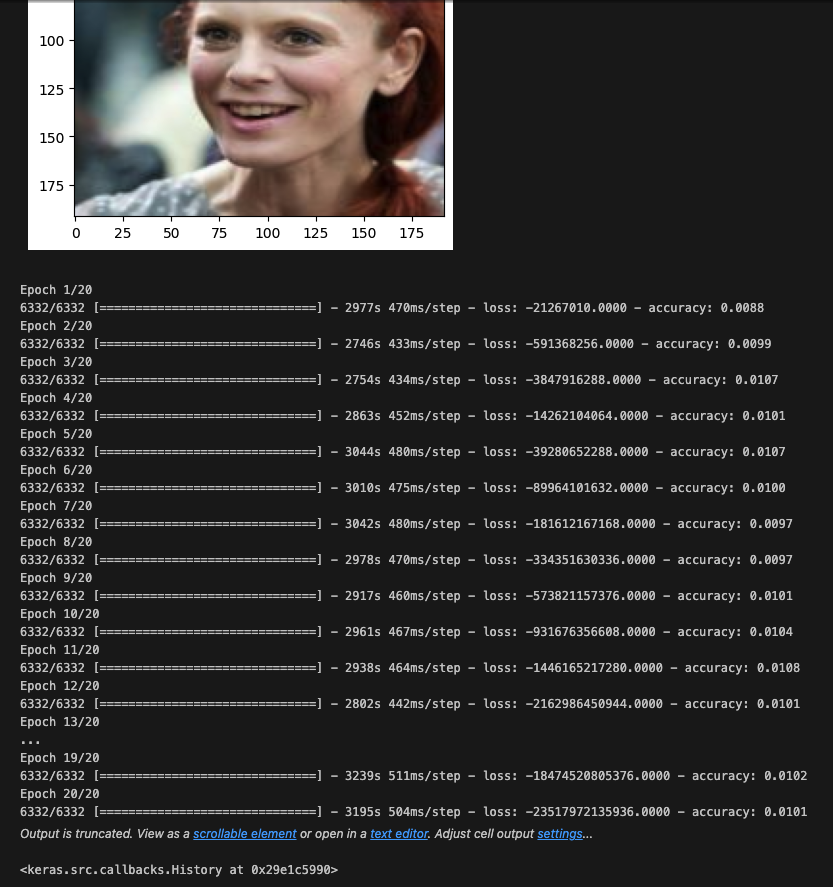 100
125
150
175
0 25 50 75 100 125 150 175
Epoch 1/20
6332/6332 [==============================] - 2977s 470ms/step - loss: -21267010.0000 - accuracy: 0.0088
Epoch 2/20
6332/6332 [==============================] - 2746s 433ms/step - loss: -591368256.0000 - accuracy: 0.0099
Epoch 3/20
6332/6332 [==============================] - 2754s 434ms/step - loss: -3847916288.0000 - accuracy: 0.0107
Epoch 4/20
6332/6332 [==============================] - 2863s 452ms/step - loss: -14262104064.0000 - accuracy: 0.0101
Epoch 5/20
6332/6332 [==============================] - 3044s 480ms/step - loss: -39280652288.0000 - accuracy: 0.0107
Epoch 6/20
6332/6332 [==============================] - 3010s 475ms/step - loss: -89964101632.0000 - accuracy: 0.0100
Epoch 7/20
6332/6332 [==============================] - 3042s 480ms/step - loss: -181612167168.0000 - accuracy: 0.0097
Epoch 8/20
6332/6332 [==============================] - 2978s 470ms/step - loss: -334351630336.0000 - accuracy: 0.0097
Epoch 9/20
6332/6332 [==============================] - 2917s 460ms/step - loss: -573821157376.0000 - accuracy: 0.0101
Epoch 10/20
6332/6332 [==============================] - 2961s 467ms/step - loss: -931676356608.0000 - accuracy: 0.0104
Epoch 11/20
6332/6332 [==============================] - 2938s 464ms/step - loss: -1446165217280.0000 - accuracy: 0.0108
Epoch 12/20
6332/6332 [==============================] - 2802s 442ms/step - loss: -2162986450944.0000 - accuracy: 0.0101
Epoch 13/20
...
Epoch 19/20
6332/6332 [==============================] - 3239s 511ms/step - loss: -18474520805376.0000 - accuracy: 0.0102
Epoch 20/20
6332/6332 [==============================] - 3195s 504ms/step - loss: -23517972135936.0000 - accuracy: 0.0101
Output is truncated. View as a scrollable element or open in a text editor. Adjust cell output settings...
<keras.src.callbacks.History at 0x29e1c5990>